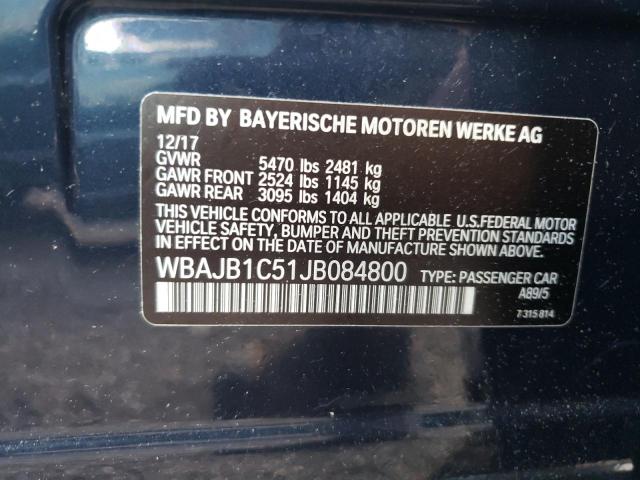 MFD BY BAYERISCHE MOTOREN WERKE AG
12/17
GVWR 5470 lbs 2481 kg
GAWR FRONT 2524 lbs 1145 kg
GAWR REAR 3095 lbs 1404 kg
THIS VEHICLE CONFORMS TO ALL APPLICABLE U.S.FEDERAL MOTOR
VEHICLE SAFETY, BUMPER AND THEFT PREVENTION STANDARDS
IN EFFECT ON THE DATE OF MANUFACTURE SHOWN ABOVE.
WBAJB1C51JB084800 TYPE: PASSENGER CAR
A89/5
7 315 814